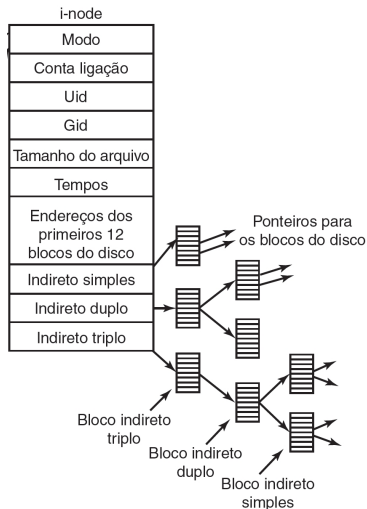 i-node
Modo
Conta ligação
Uid
Gid
Tamanho do arquivo
Tempos
Endereços dos
primeiros 12
blocos do disco
Indireto simples
Indireto duplo
Indireto triplo
Ponteiros para
os blocos do disco
Bloco indireto
triplo
Bloco indireto
duplo
Bloco indireto
simples